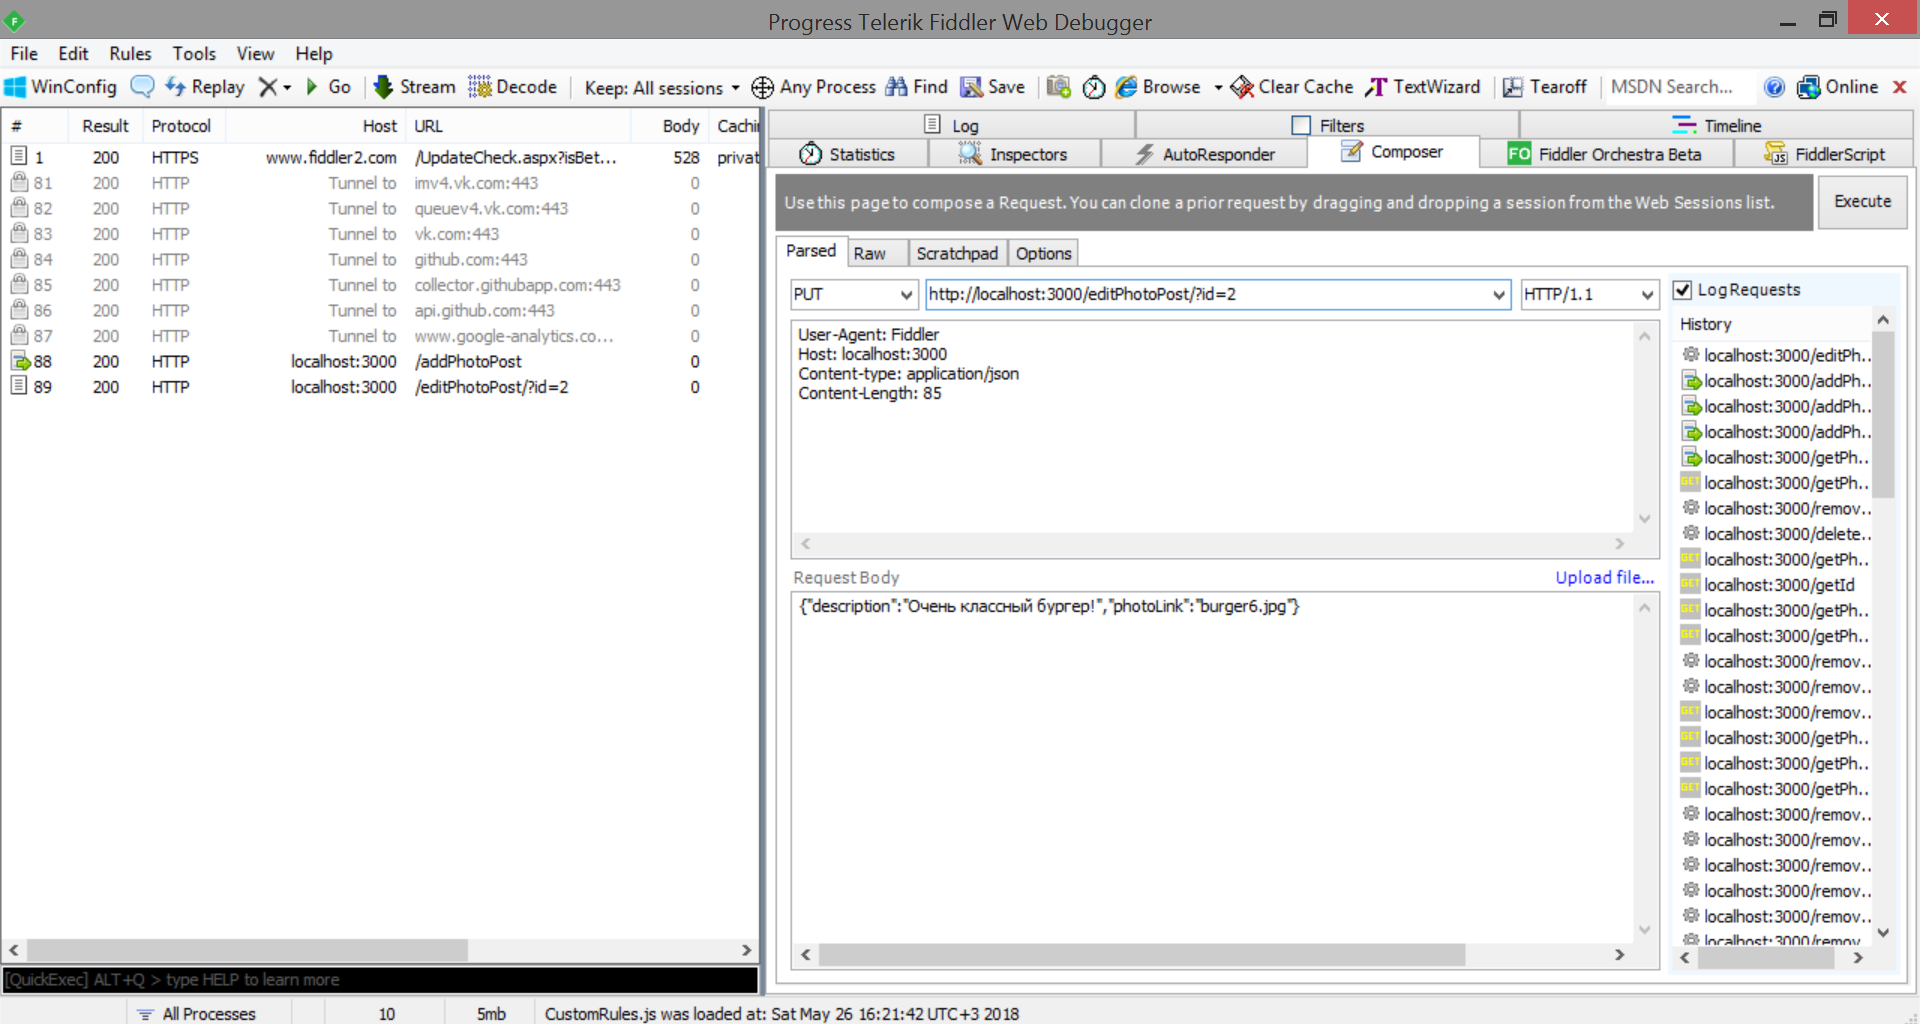 Progress Telerik Fiddler Web Debugger
File Edit Rules Tools View Help
WinConfig Replay Go Stream Decode Keep: All sessions Any Process Find Save Browse Clear Cache TextWizard Tearoff MSDN Search... Online
# Result Protocol Host URL Body Cachi
1 200 HTTPS www.fiddler2.com /UpdateCheck.aspx?isBet... 528 privat
81 200 HTTP Tunnel to imv4.vk.com:443 0
82 200 HTTP Tunnel to queuev4.vk.com:443 0
83 200 HTTP Tunnel to vk.com:443 0
84 200 HTTP Tunnel to github.com:443 0
85 200 HTTP Tunnel to collector.githubapp.com:443 0
86 200 HTTP Tunnel to api.github.com:443 0
87 200 HTTP Tunnel to www.google-analytics.co... 0
88 200 HTTP localhost:3000 /addPhotoPost 0
89 200 HTTP localhost:3000 /editPhotoPost/?id=2 0
[QuickExec] ALT+Q > type HELP to learn more
Log Filters Timeline
Statistics Inspectors AutoResponder Composer FO Fiddler Orchestra Beta JS FiddlerScript
Use this page to compose a Request. You can clone a prior request by dragging and dropping a session from the Web Sessions list.
Execute
Parsed Raw Scratchpad Options
PUT http://localhost:3000/editPhotoPost/?id=2 HTTP/1.1
User-Agent: Fiddler
Host: localhost:3000
Content-type: application/json
Content-Length: 85
Request Body Upload file...
{"description":"Очень классный бургер!","photoLink":"burger6.jpg"}
Log Requests
History
localhost:3000/editPh...
localhost:3000/addPh...
localhost:3000/addPh...
localhost:3000/addPh...
localhost:3000/getPh...
GET localhost:3000/getPh...
localhost:3000/remov...
localhost:3000/delete...
GET localhost:3000/getPh...
GET localhost:3000/getId
GET localhost:3000/getPh...
GET localhost:3000/getPh...
localhost:3000/remov...
localhost:3000/remov...
GET localhost:3000/remov...
GET localhost:3000/getPh...
GET localhost:3000/getPh...
GET localhost:3000/getPh...
localhost:3000/remov...
localhost:3000/remov...
localhost:3000/remov...
localhost:3000/remov...
localhost:3000/remov...
localhost:3000/remov
All Processes 10 5mb CustomRules.js was loaded at: Sat May 26 16:21:42 UTC+3 2018